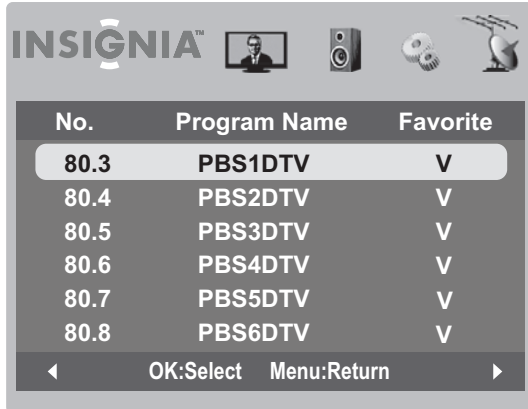 INSIGNIA™
No. Program Name Favorite
80.3 PBS1DTV V
80.4 PBS2DTV V
80.5 PBS3DTV V
80.6 PBS4DTV V
80.7 PBS5DTV V
80.8 PBS6DTV V
OK:Select Menu:Return